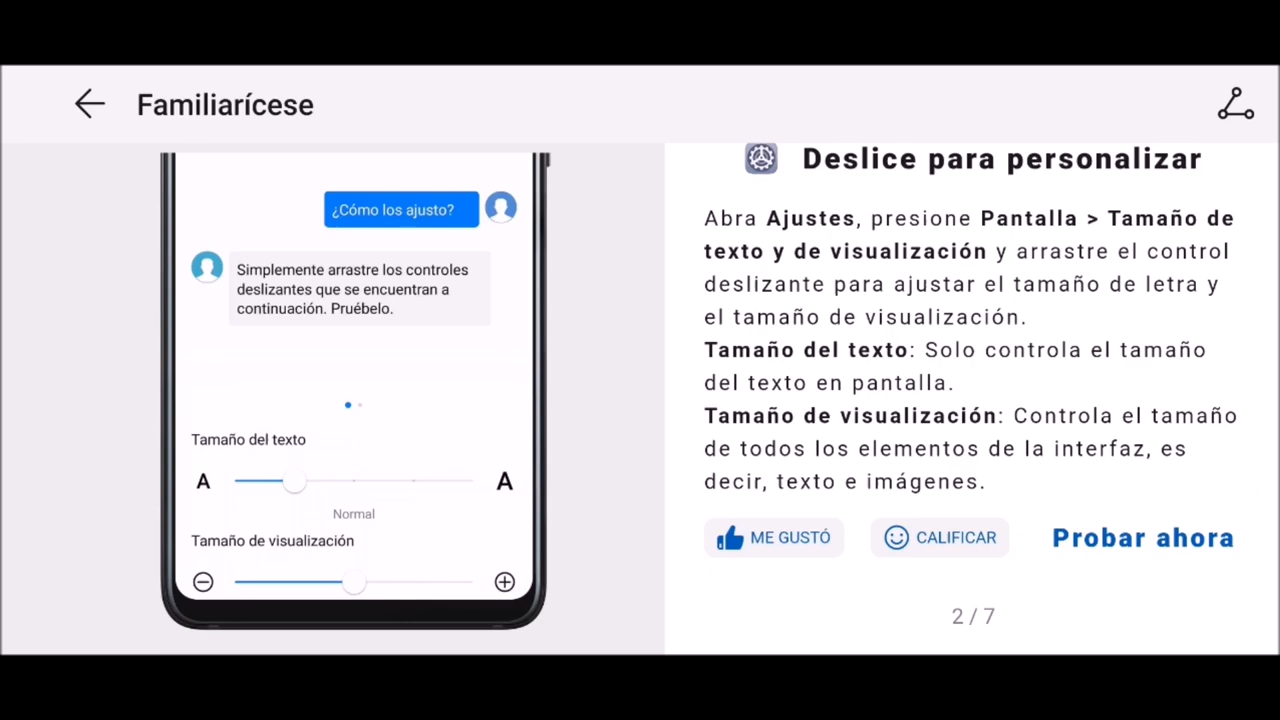 Familiarícese
¿Cómo los ajusto?
Simplemente arrastre los controles
deslizantes que se encuentran a
continuación. Pruébelo.
Tamaño del texto
A A
Normal
Tamaño de visualización
Deslice para personalizar
Abra Ajustes, presione Pantalla > Tamaño de
texto y de visualización y arrastre el control
deslizante para ajustar el tamaño de letra y
el tamaño de visualización.
Tamaño del texto: Solo controla el tamaño
del texto en pantalla.
Tamaño de visualización: Controla el tamaño
de todos los elementos de la interfaz, es
decir, texto e imágenes.
ME GUSTÓ CALIFICAR Probar ahora
2 / 7